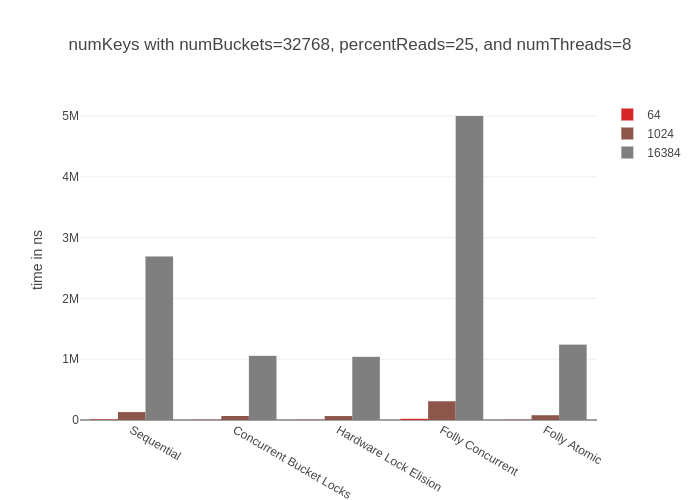 numKeys with numBuckets=32768, percentReads=25, and numThreads=8
64
1024
16384
5M
4M
3M
2M
1M
0
time in ns
Sequential
Concurrent Bucket Locks
Hardware Lock Elision
Folly Concurrent
Folly Atomic